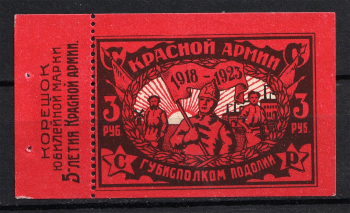 КОРЕШОК
ЮБИЛЕЙНОЙ МАРКИ
5-ЛЕТИЯ КРАСНОЙ АРМИИ.
КРАСНОЙ АРМИИ
1918-1923
3 РУБ.
3 РУБ.
С
Р
ГУБИСПОЛКОМ ПОДОЛИИ